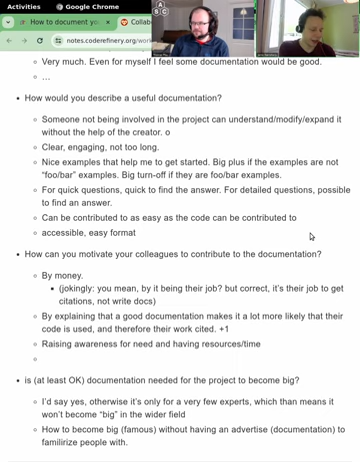 Activities
Google Chrome
How to document yo
Collabo
notes.coderefinery.org/wor
Very much. Even for myself I feel some documentation would be good.
…
How would you describe a useful documentation?
Someone not being involved in the project can understand/modify/expand it
without the help of the creator. o
Clear, engaging, not too long.
Nice examples that help me to get started. Big plus if the examples are not
"foo/bar" examples. Big turn-off if they are foo/bar examples.
For quick questions, quick to find the answer. For detailed questions, possible
to find an answer.
Can be contributed to as easy as the code can be contributed to
accessible, easy format
How can you motivate your colleagues to contribute to the documentation?
By money.
(jokingly: you mean, by it being their job? but correct, it's their job to get
citations, not write docs)
By explaining that a good documentation makes it a lot more likely that their
code is used, and therefore their work cited. +1
Raising awareness for need and having resources/time
is (at least OK) documentation needed for the project to become big?
I'd say yes, otherwise it's only for a very few experts, which than means it
won't become "big" in the wider field
How to become big (famous) without having an advertise (documentation) to
familirize people with.